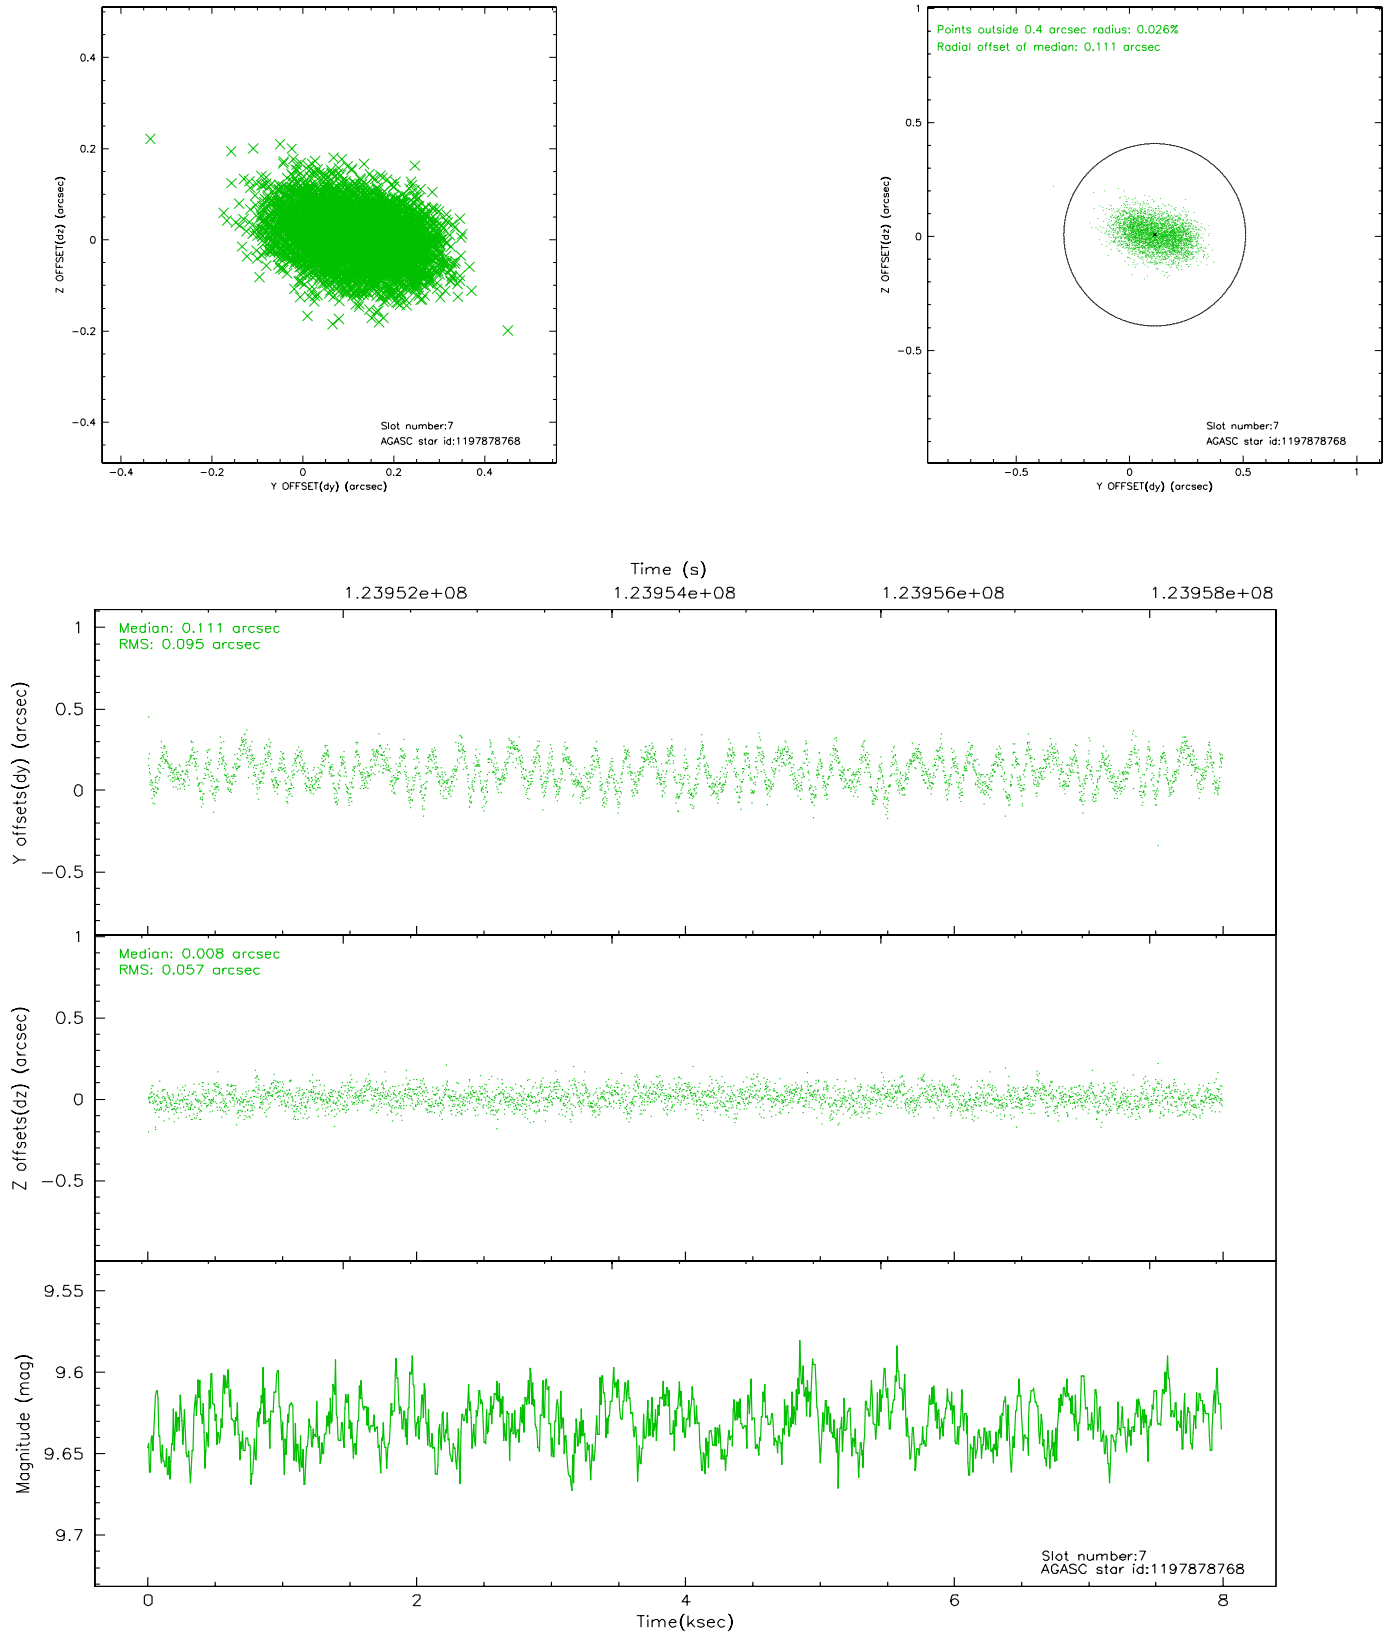 0.4
0.2
0
−0.2
−0.4
Z OFFSET(dz) (arcsec)
Slot number:7
AGASC star id:1197878768
−0.4 −0.2 0 0.2 0.4
Y OFFSET(dy) (arcsec)
Points outside 0.4 arcsec radius: 0.026%
Radial offset of median: 0.111 arcsec
1
0.5
0
−0.5
Z OFFSET(dz) (arcsec)
Slot number:7
AGASC star id:1197878768
−0.5 0 0.5 1
Y OFFSET(dy) (arcsec)
Time (s)
1.23952e+08 1.23954e+08 1.23956e+08 1.23958e+08
Median: 0.111 arcsec
RMS: 0.095 arcsec
1
0.5
0
−0.5
Y offsets(dy) (arcsec)
Median: 0.008 arcsec
RMS: 0.057 arcsec
1
0.5
0
−0.5
Z offsets(dz) (arcsec)
9.55
9.6
9.65
9.7
Magnitude (mag)
Slot number:7
AGASC star id:1197878768
0 2 4 6 8
Time(ksec)